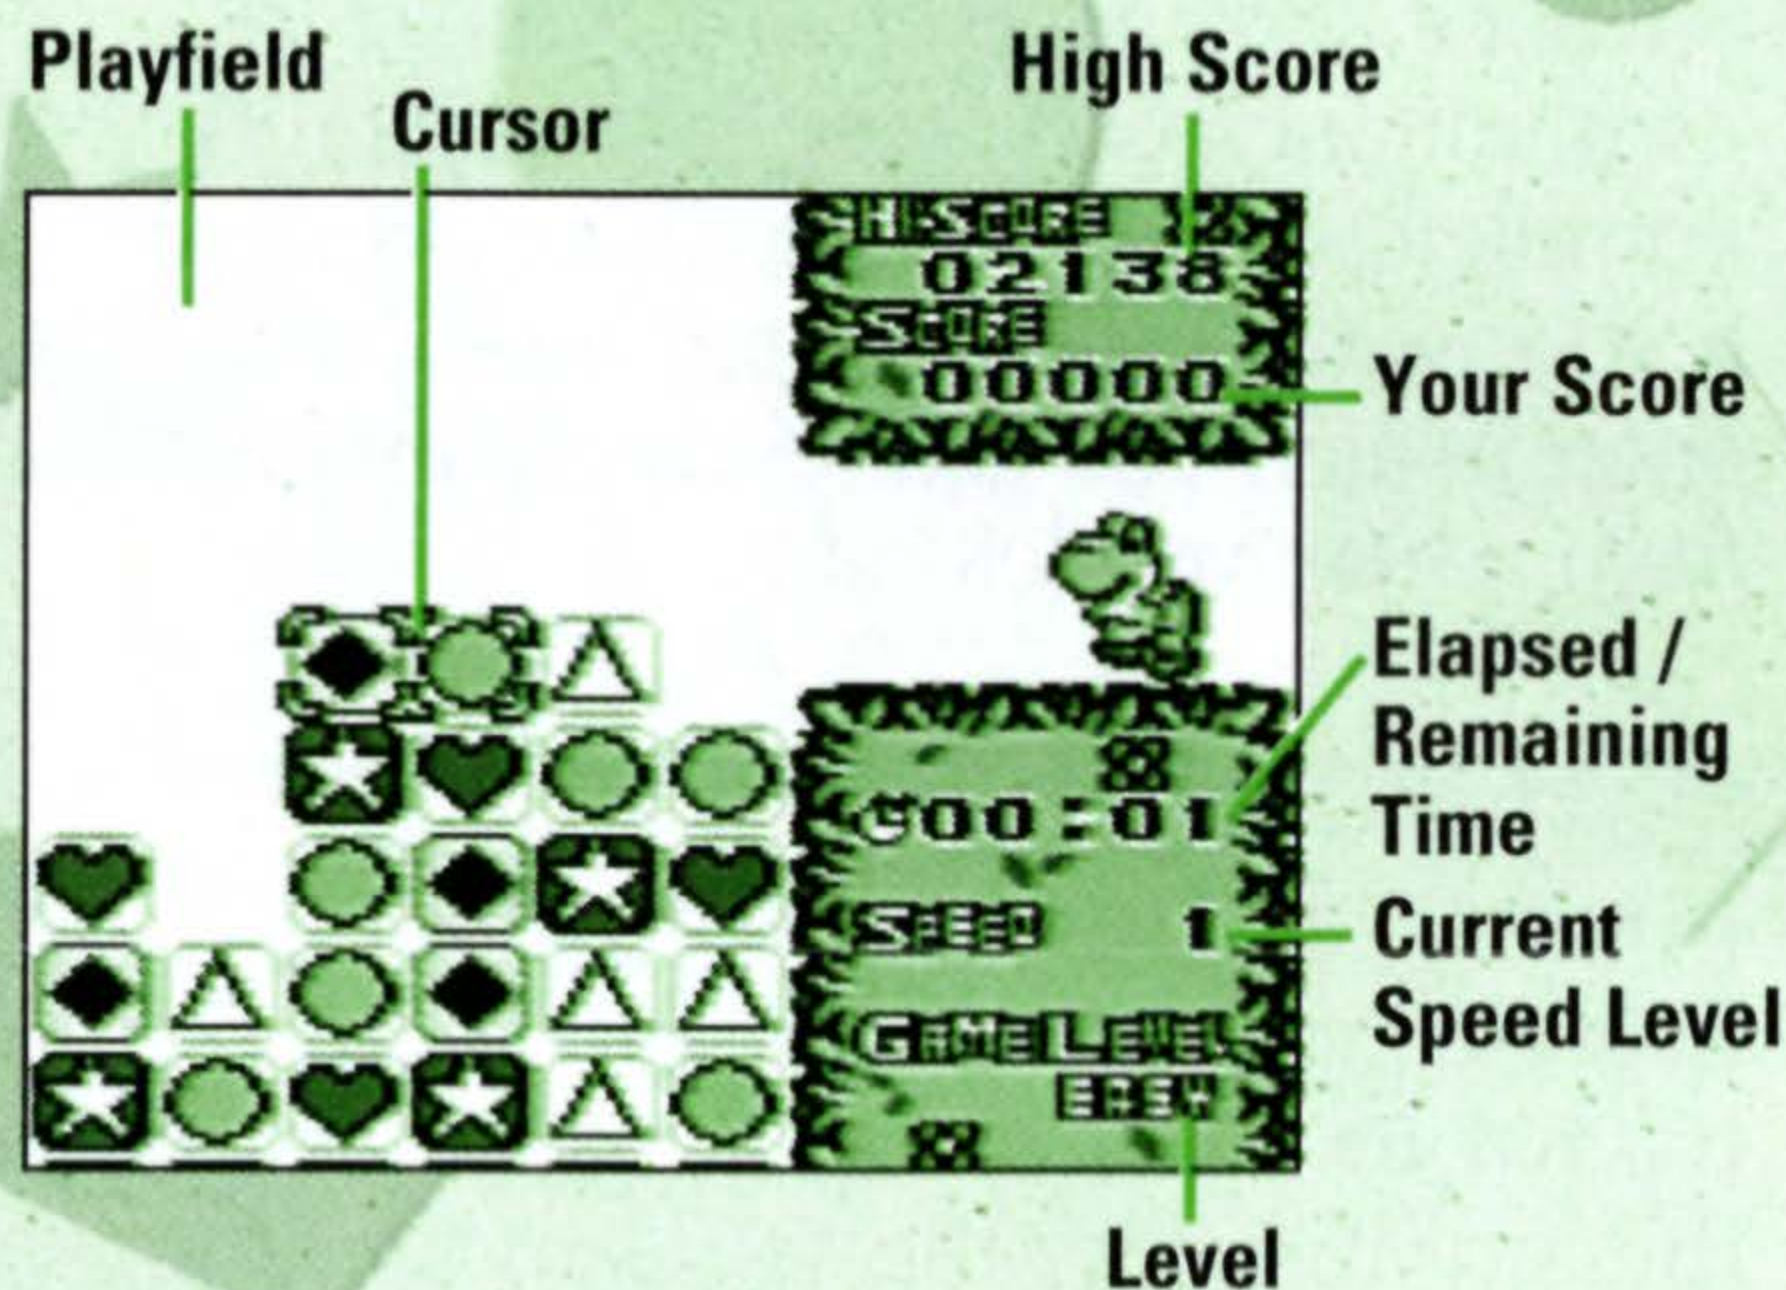 Playfield
Cursor
High Score
HI-SCORE
02138
SCORE
00000
Your Score
Elapsed /
Remaining
Time
00:01
SPEED 1
Current
Speed Level
GAME LEVEL
EASY
Level